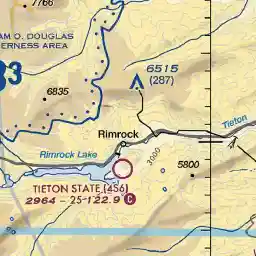 7766
AM O. DOUGLAS
ERNESS AREA
33
6515
(287)
6835
Tieton
Rimrock
Rimrock Lake
3000
5800
TIETON STATE (4S6)
2964 - 25-122.9 C